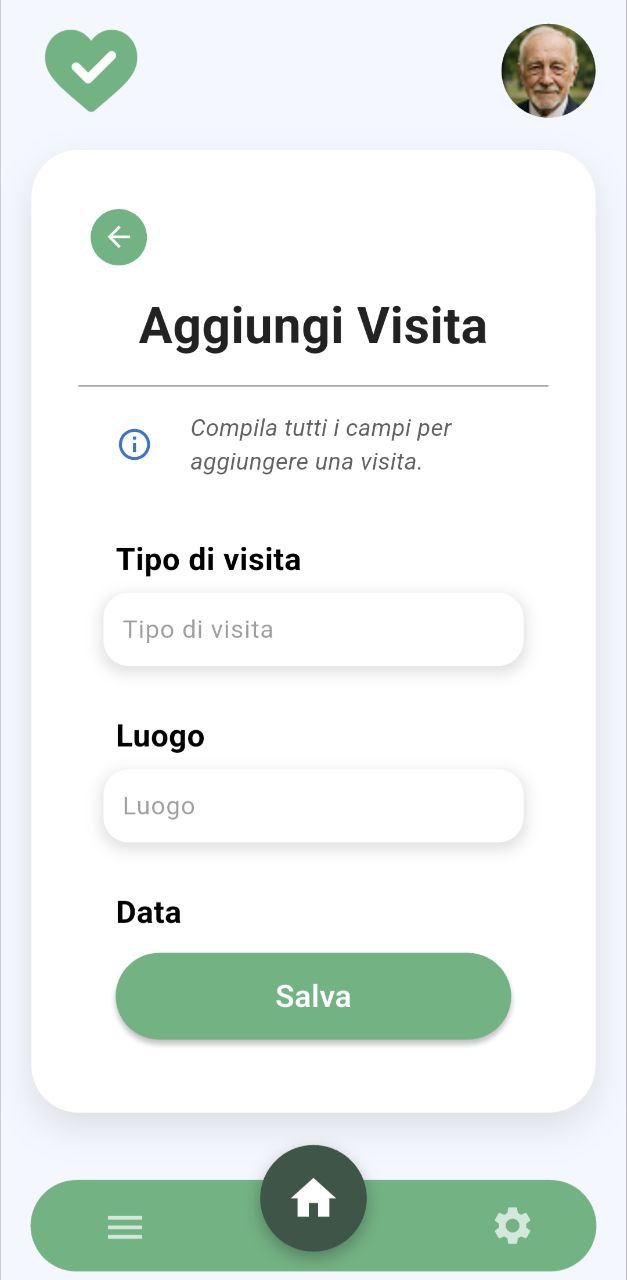 Aggiungi Visita
Compila tutti i campi per
aggiungere una visita.
Tipo di visita
Tipo di visita
Luogo
Luogo
Data
Salva